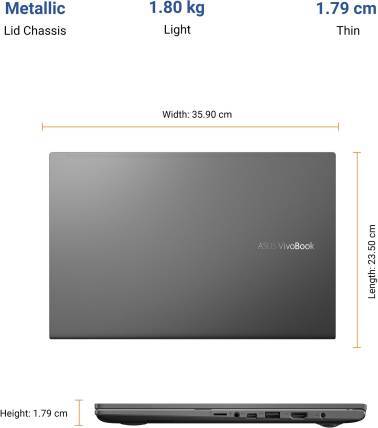 Metallic
1.80 kg
1.79 cm
Lid Chassis
Light
Thin
Width: 35.90 cm
ASUS VivoBook
Length: 23.50 cm
Height: 1.79 cm